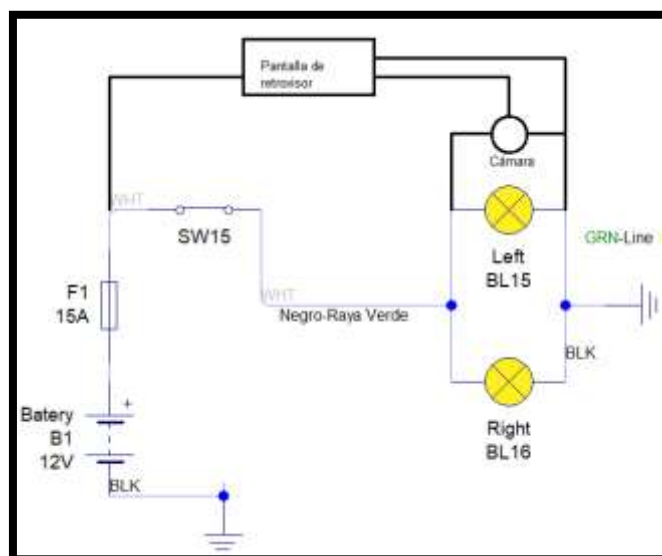 Pantalla de
retrovisor
Cámara
WHT
SW15
Left
BL15
GRN-Line
F1
15A
WHT
Negro-Raya Verde
BLK
Right
BL16
Batery
B1
12V
+
BLK